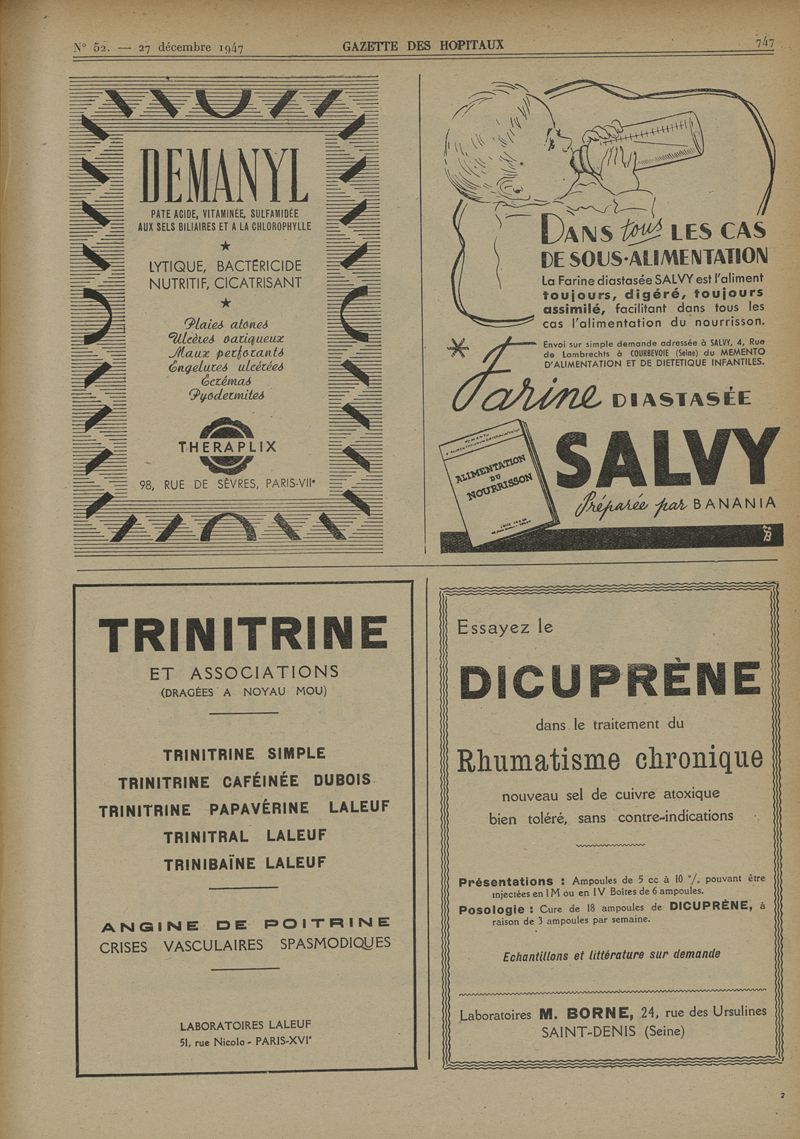 N° 52. — 27 décembre 1947 GAZETTE DES HOPITAUX 747
DEMANYL
PATE ACIDE, VITAMINÉE, SULFAMIDÉE
AUX SELS BILIAIRES ET A LA CHLOROPHYLLE
LYTIQUE, BACTÉRICIDE
NUTRITIF, CICATRISANT
Plaies atones
Ulcères variqueux
Maux perforants
Engelures ulcérées
Eczémas
Pyodermites
THERAPLIX
98, RUE DE SÈVRES, PARIS-VIIe
DANS tous LES CAS
DE SOUS-ALIMENTATION
La Farine diastasée SALVY est l'aliment
toujours, digéré, toujours
assimilé, facilitant dans tous les
cas l'alimentation du nourrisson.
Envoi sur simple demande adressée à SALVY, 4, Rue
de Lambrechts à COURBEVOIE (Seine) du MEMENTO
D'ALIMENTATION ET DE DIETETIQUE INFANTILES.
Farine DIASTASÉE
ALIMENTATION
DU
NOURRISSON
SALVY
Préparée par BANANIA
TRINITRINE
ET ASSOCIATIONS
(DRAGÉES A NOYAU MOU)
TRINITRINE SIMPLE
TRINITRINE CAFÉINÉE DUBOIS
TRINITRINE PAPAVÉRINE LALEUF
TRINITRAL LALEUF
TRINIBAÏNE LALEUF
ANGINE DE POITRINE
CRISES VASCULAIRES SPASMODIQUES
LABORATOIRES LALEUF
51, rue Nicolo - PARIS-XVIe
Essayez le
DICUPRÈNE
dans le traitement du
Rhumatisme chronique
nouveau sel de cuivre atoxique
bien toléré, sans contre-indications
Présentations : Ampoules de 5 cc à 10 %, pouvant être
injectées en IM ou en IV Boîtes de 6 ampoules.
Posologie : Cure de 18 ampoules de DICUPRÈNE, à
raison de 3 ampoules par semaine.
Echantillons et littérature sur demande
Laboratoires M. BORNE, 24, rue des Ursulines
SAINT-DENIS (Seine)
2